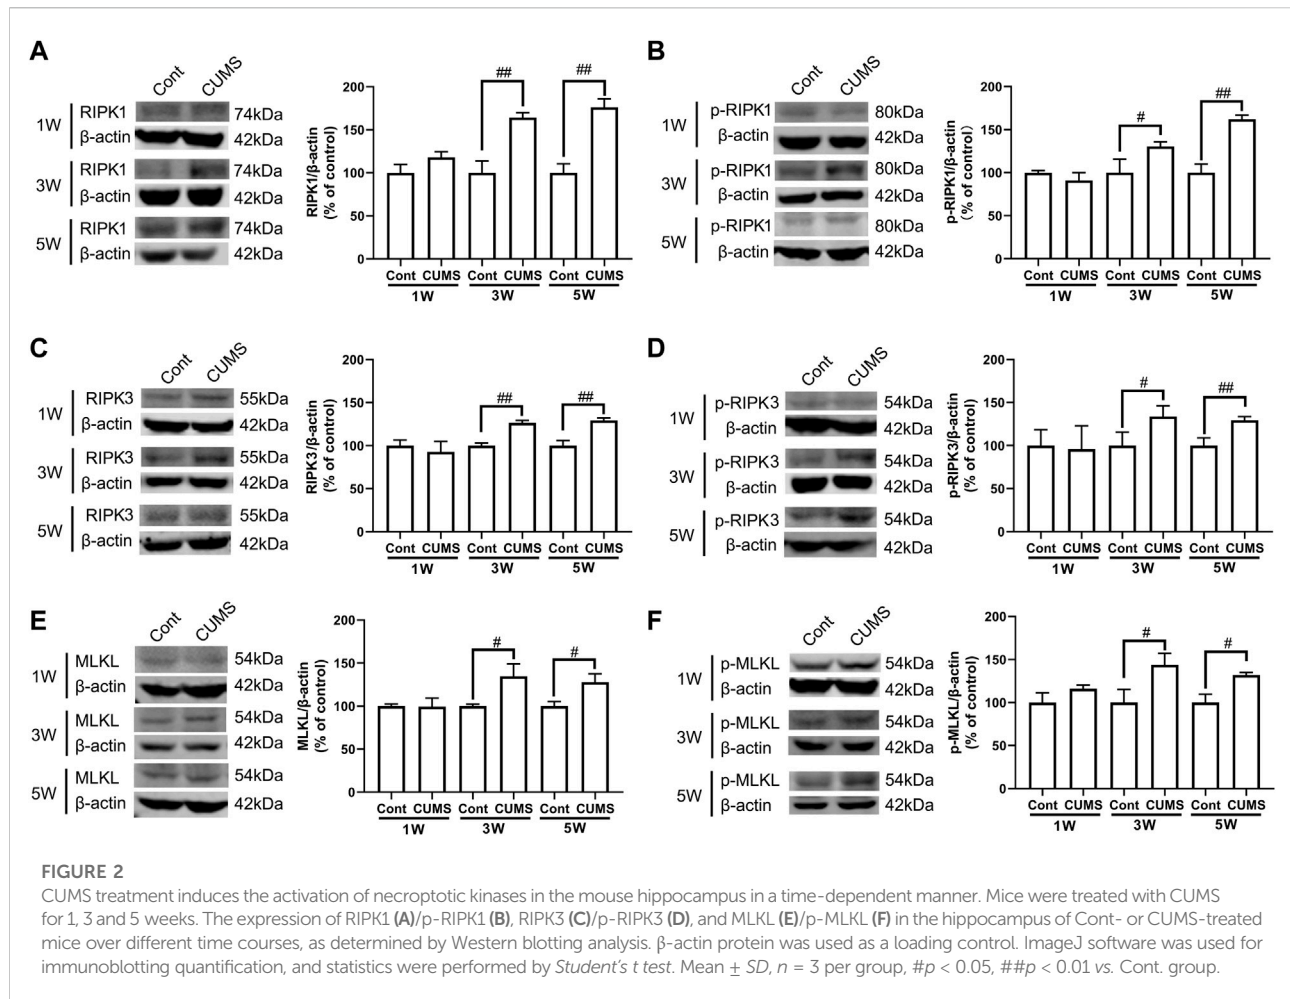 A
Cont CUMS
1W
RIPK1 74kDa
β-actin 42kDa
3W
RIPK1 74kDa
β-actin 42kDa
5W
RIPK1 74kDa
β-actin 42kDa
RIPK1/β-actin
(% of control)
200
150
100
50
0
## ##
Cont CUMS Cont CUMS Cont CUMS
1W 3W 5W
B
Cont CUMS
1W
p-RIPK1 80kDa
β-actin 42kDa
3W
p-RIPK1 80kDa
β-actin 42kDa
5W
p-RIPK1 80kDa
β-actin 42kDa
p-RIPK1/β-actin
(% of control)
200
150
100
50
0
# ##
Cont CUMS Cont CUMS Cont CUMS
1W 3W 5W
C
Cont CUMS
1W
RIPK3 55kDa
β-actin 42kDa
3W
RIPK3 55kDa
β-actin 42kDa
5W
RIPK3 55kDa
β-actin 42kDa
RIPK3/β-actin
(% of control)
200
150
100
50
0
## ##
Cont CUMS Cont CUMS Cont CUMS
1W 3W 5W
D
Cont CUMS
1W
p-RIPK3 54kDa
β-actin 42kDa
3W
p-RIPK3 54kDa
β-actin 42kDa
5W
p-RIPK3 54kDa
β-actin 42kDa
p-RIPK3/β-actin
(% of control)
200
150
100
50
0
# ##
Cont CUMS Cont CUMS Cont CUMS
1W 3W 5W
E
Cont CUMS
1W
MLKL 54kDa
β-actin 42kDa
3W
MLKL 54kDa
β-actin 42kDa
5W
MLKL 54kDa
β-actin 42kDa
MLKL/β-actin
(% of control)
200
150
100
50
0
# #
Cont CUMS Cont CUMS Cont CUMS
1W 3W 5W
F
Cont CUMS
1W
p-MLKL 54kDa
β-actin 42kDa
3W
p-MLKL 54kDa
β-actin 42kDa
5W
p-MLKL 54kDa
β-actin 42kDa
p-MLKL/β-actin
(% of control)
200
150
100
50
0
# #
Cont CUMS Cont CUMS Cont CUMS
1W 3W 5W
FIGURE 2
CUMS treatment induces the activation of necroptotic kinases in the mouse hippocampus in a time-dependent manner. Mice were treated with CUMS
for 1, 3 and 5 weeks. The expression of RIPK1 (A)/p-RIPK1 (B), RIPK3 (C)/p-RIPK3 (D), and MLKL (E)/p-MLKL (F) in the hippocampus of Cont- or CUMS-treated
mice over different time courses, as determined by Western blotting analysis. β-actin protein was used as a loading control. ImageJ software was used for
immunoblotting quantification, and statistics were performed by Student's t test. Mean ± SD, n = 3 per group, #p < 0.05, ##p < 0.01 vs. Cont. group.